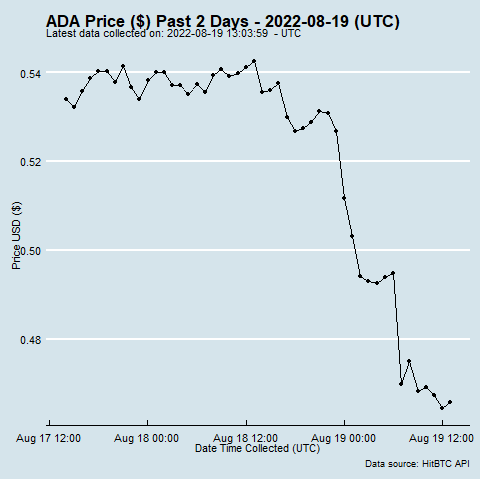 ADA Price ($) Past 2 Days - 2022-08-19 (UTC)
Latest data collected on: 2022-08-19 13:03:59  - UTC
0.54
0.52
0.50
0.48
Price USD ($)
Aug 17 12:00
Aug 18 00:00
Aug 18 12:00
Aug 19 00:00
Aug 19 12:00
Date Time Collected (UTC)
Data source: HitBTC API